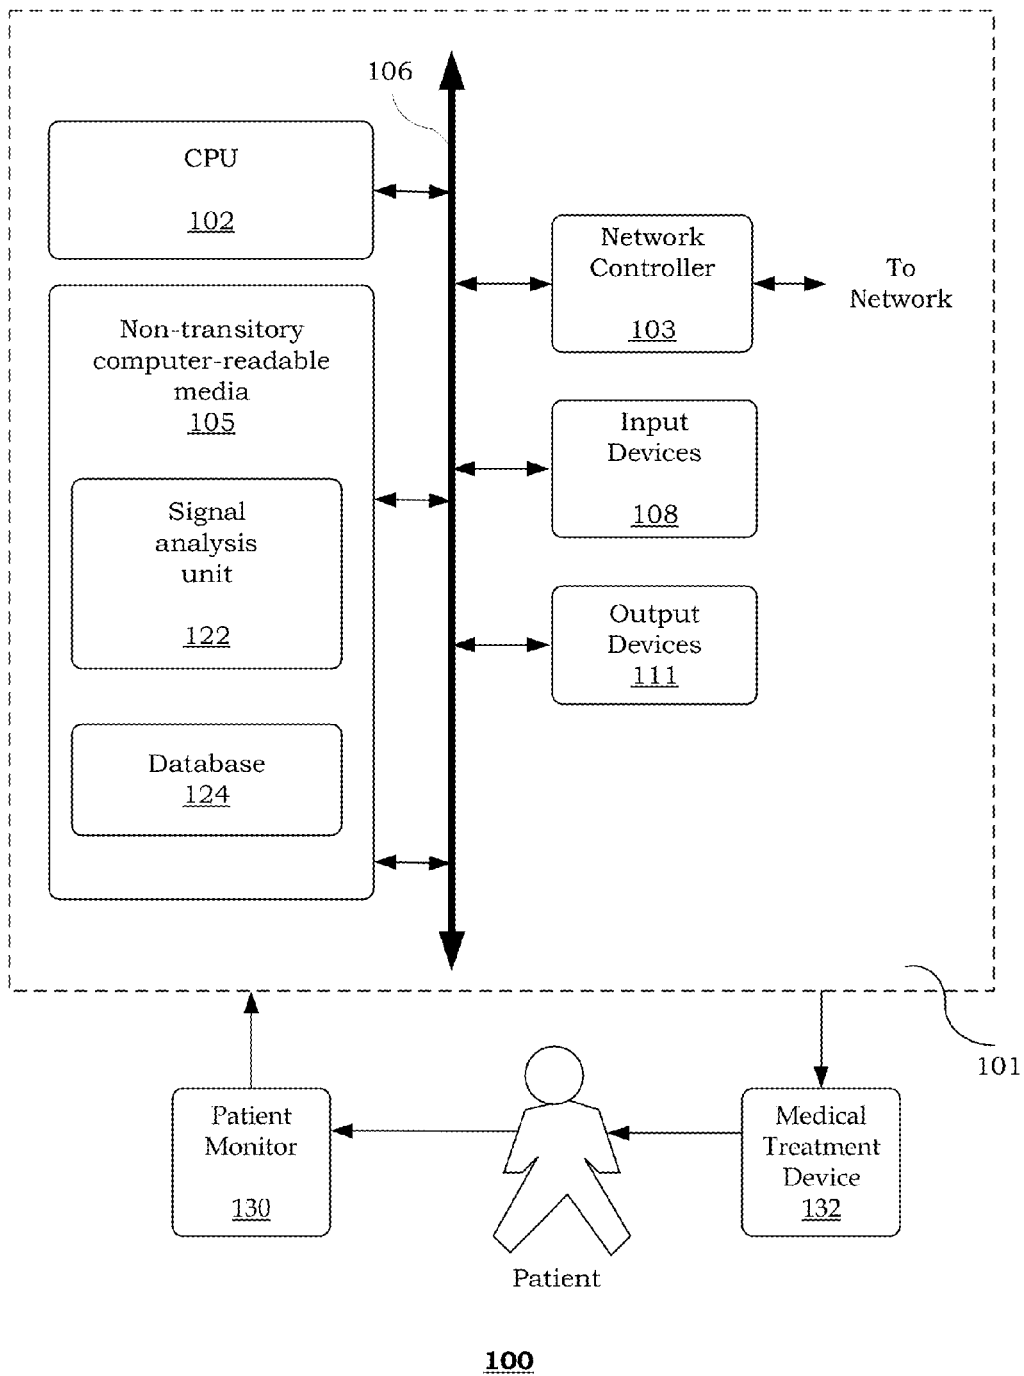 106
CPU
102
Network
Controller
103
To
Network
Non-transitory
computer-readable
media
105
Input
Devices
108
Signal
analysis
unit
122
Output
Devices
111
Database
124
101
Patient
Monitor
130
Medical
Treatment
Device
132
Patient
100